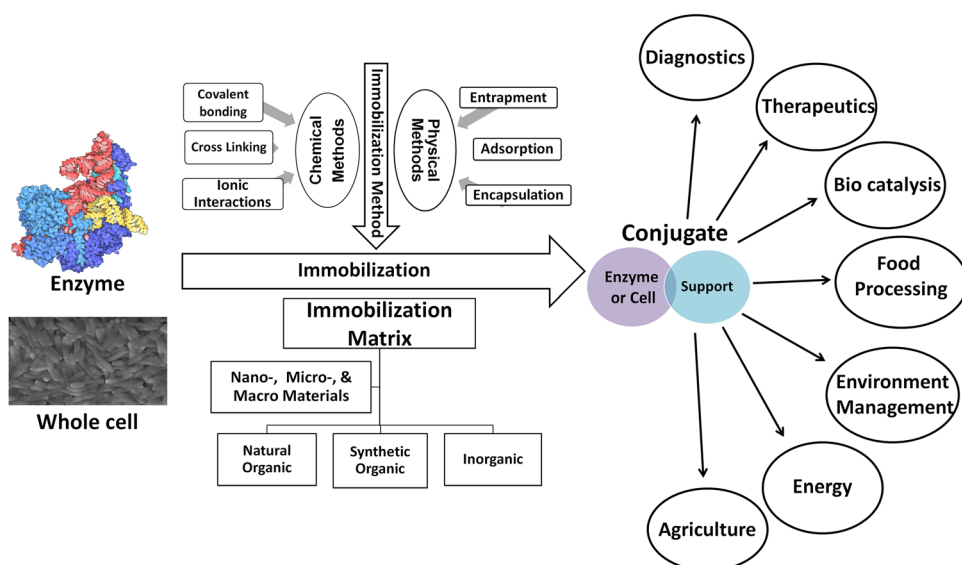 Enzyme
Whole cell
Covalent
bonding
Cross Linking
Ionic
Interactions
Chemical
Methods
Immobilization Method
Physical
Methods
Entrapment
Adsorption
Encapsulation
Immobilization
Immobilization
Matrix
Nano-, Micro-, &
Macro Materials
Natural
Organic
Synthetic
Organic
Inorganic
Conjugate
Enzyme
or Cell
Support
Diagnostics
Therapeutics
Bio catalysis
Food
Processing
Environment
Management
Energy
Agriculture